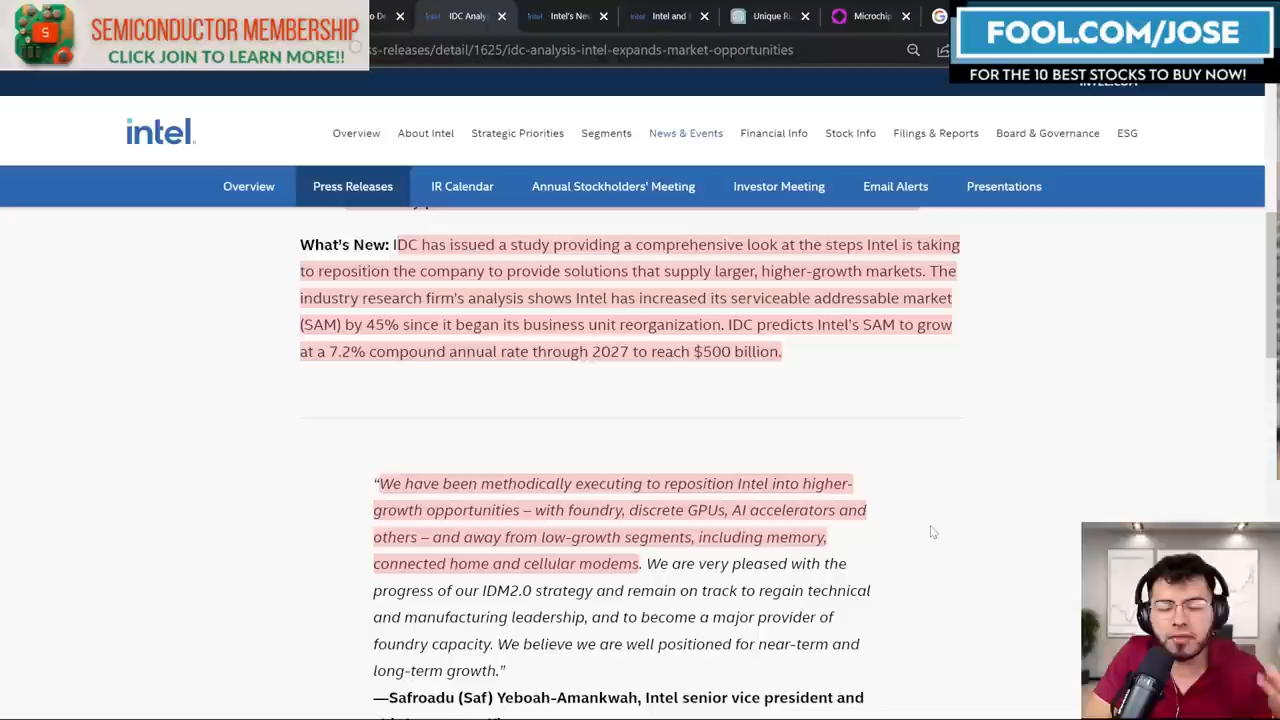 SEMICONDUCTOR MEMBERSHIP
CLICK JOIN TO LEARN MORE!!
S
IDC Analy
Intel's New
Intel and
Unique Ru
Microchip
ss-releases/detail/1625/idc-analysis-intel-expands-market-opportunities
FOOL.COM/JOSE
FOR THE 10 BEST STOCKS TO BUY NOW!
INTEL.COM
intel.
Overview About Intel Strategic Priorities Segments News & Events Financial Info Stock Info Filings & Reports Board & Governance ESG
Overview Press Releases IR Calendar Annual Stockholders' Meeting Investor Meeting Email Alerts Presentations
What's New: IDC has issued a study providing a comprehensive look at the steps Intel is taking
to reposition the company to provide solutions that supply larger, higher-growth markets. The
industry research firm's analysis shows Intel has increased its serviceable addressable market
(SAM) by 45% since it began its business unit reorganization. IDC predicts Intel's SAM to grow
at a 7.2% compound annual rate through 2027 to reach $500 billion.
"We have been methodically executing to reposition Intel into higher-
growth opportunities – with foundry, discrete GPUs, AI accelerators and
others – and away from low-growth segments, including memory,
connected home and cellular modems. We are very pleased with the
progress of our IDM2.0 strategy and remain on track to regain technical
and manufacturing leadership, and to become a major provider of
foundry capacity. We believe we are well positioned for near-term and
long-term growth."
—Safroadu (Saf) Yeboah-Amankwah, Intel senior vice president and